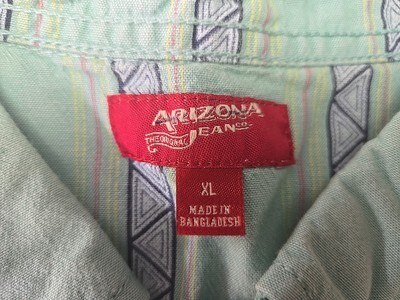 ARIZONA
THE ORIGINAL JEAN CO.
XL
MADE IN
BANGLADESH